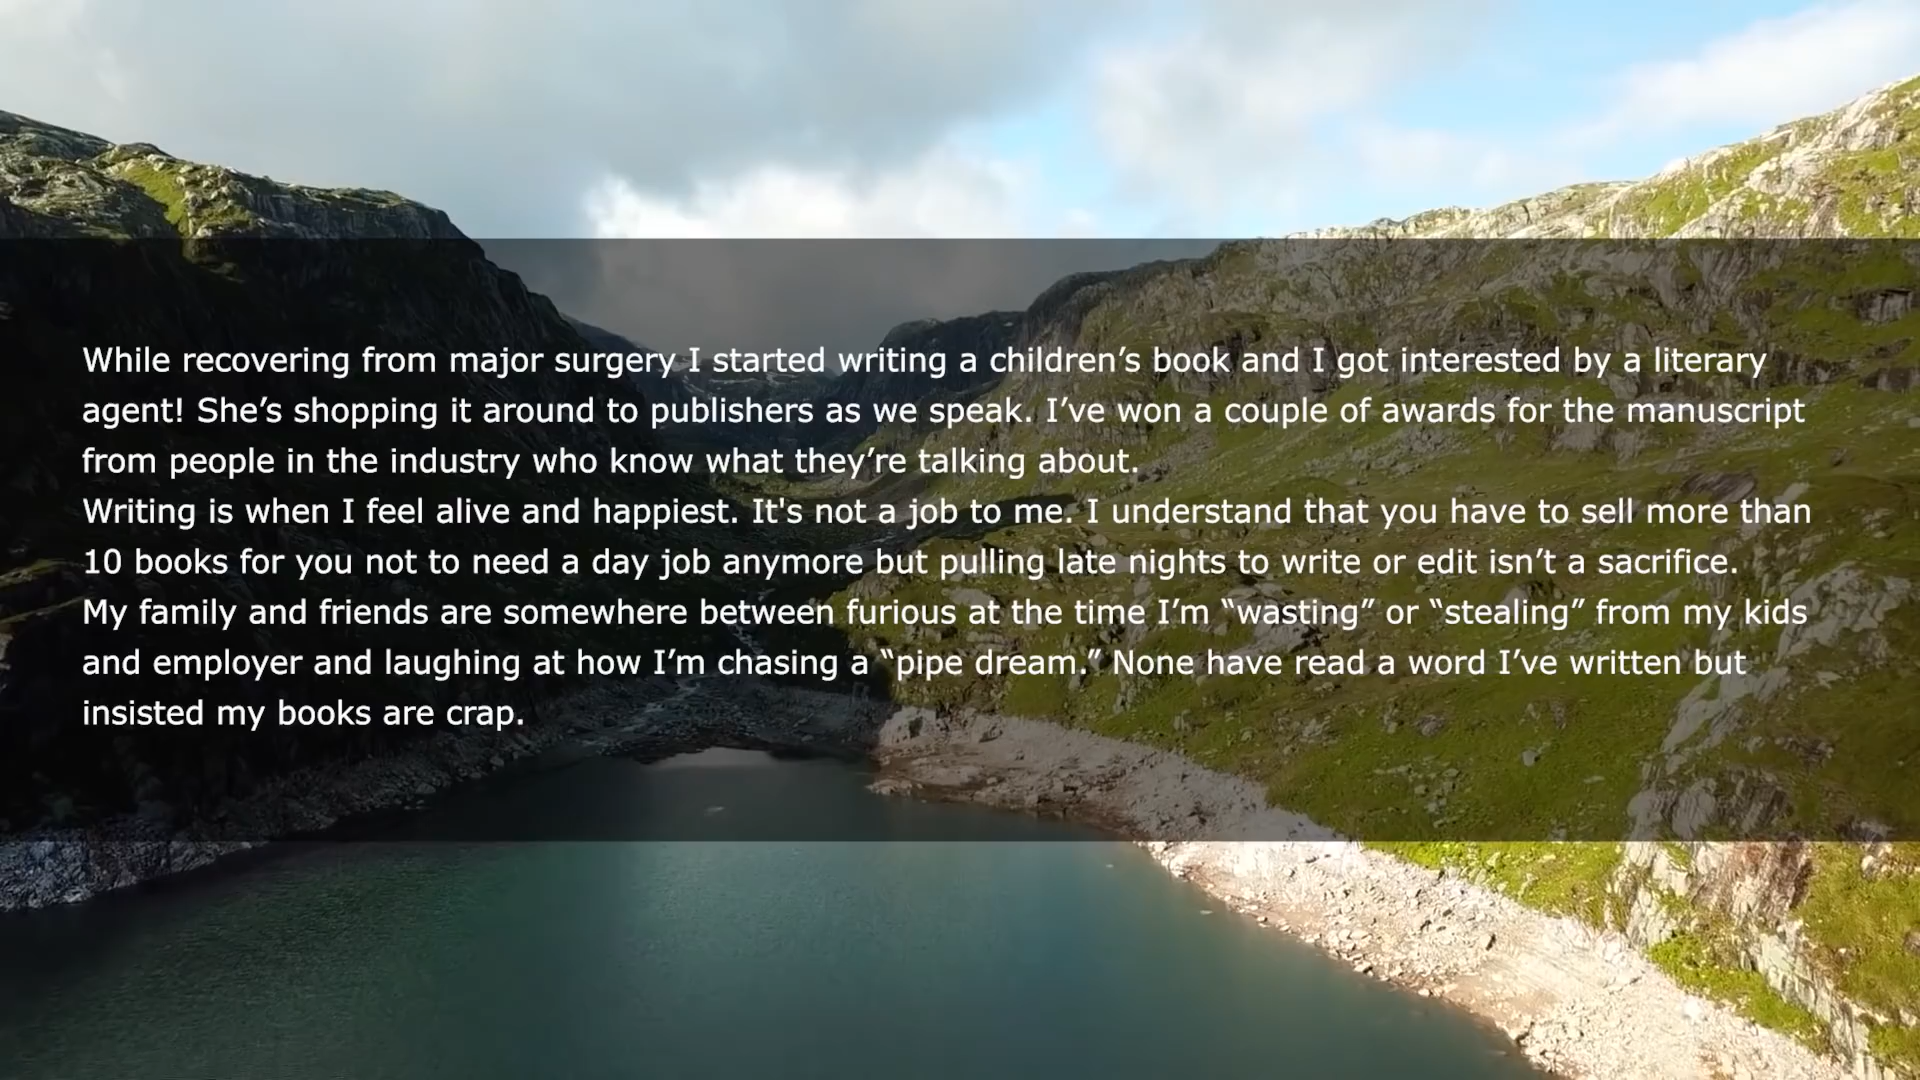 While recovering from major surgery I started writing a children’s book and I got interested by a literary
agent! She’s shopping it around to publishers as we speak. I’ve won a couple of awards for the manuscript
from people in the industry who know what they’re talking about.
Writing is when I feel alive and happiest. It's not a job to me. I understand that you have to sell more than
10 books for you not to need a day job anymore but pulling late nights to write or edit isn’t a sacrifice.
My family and friends are somewhere between furious at the time I’m “wasting” or “stealing” from my kids
and employer and laughing at how I’m chasing a “pipe dream.” None have read a word I’ve written but
insisted my books are crap.